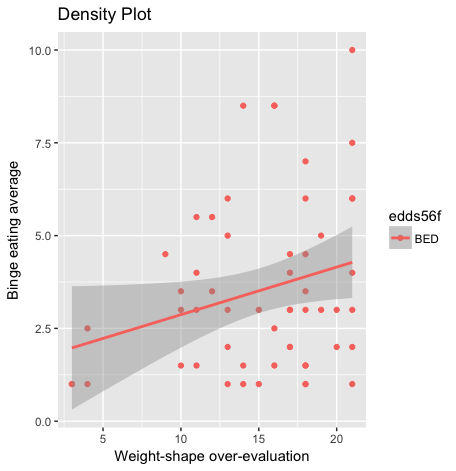 Density Plot
10.0
7.5
5.0
2.5
0.0
Binge eating average
5
10
15
20
Weight-shape over-evaluation
edds56f
BED